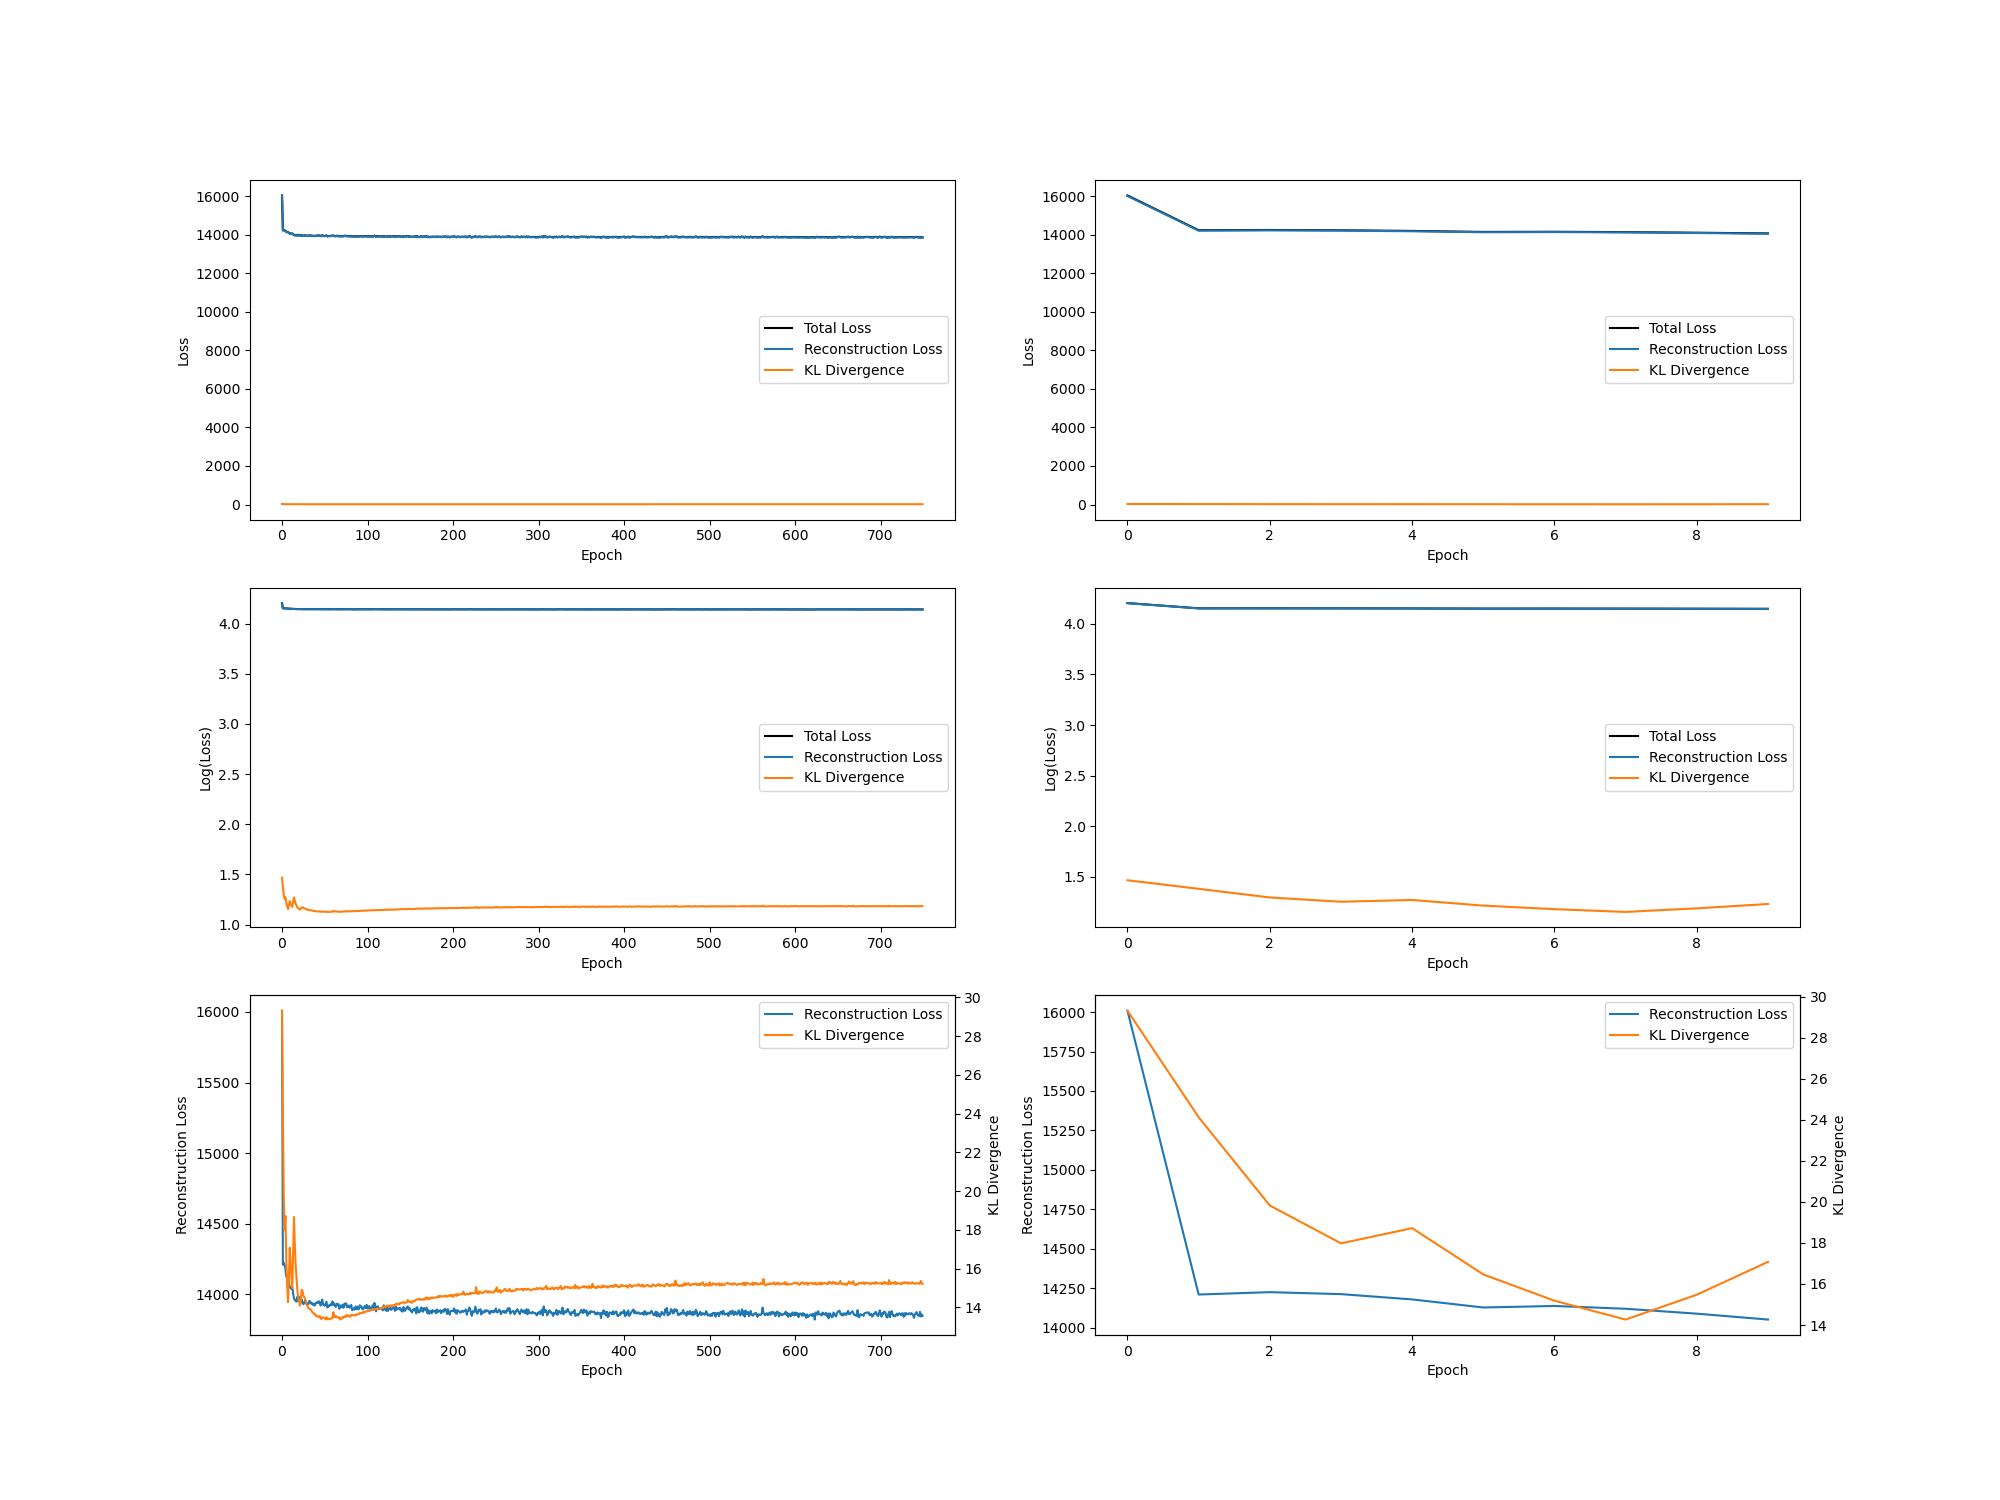 16000
14000
12000
10000
8000
6000
4000
2000
0
Loss
Total Loss
Reconstruction Loss
KL Divergence
0 100 200 300 400 500 600 700
Epoch
16000
14000
12000
10000
8000
6000
4000
2000
0
Loss
Total Loss
Reconstruction Loss
KL Divergence
0 2 4 6 8
Epoch
4.0
3.5
3.0
2.5
2.0
1.5
1.0
Log(Loss)
Total Loss
Reconstruction Loss
KL Divergence
0 100 200 300 400 500 600 700
Epoch
4.0
3.5
3.0
2.5
2.0
1.5
Log(Loss)
Total Loss
Reconstruction Loss
KL Divergence
0 2 4 6 8
Epoch
16000
15500
15000
14500
14000
Reconstruction Loss
Reconstruction Loss
KL Divergence
30
28
26
24
22
20
18
16
14
KL Divergence
0 100 200 300 400 500 600 700
Epoch
16000
15750
15500
15250
15000
14750
14500
14250
14000
Reconstruction Loss
Reconstruction Loss
KL Divergence
30
28
26
24
22
20
18
16
14
KL Divergence
0 2 4 6 8
Epoch